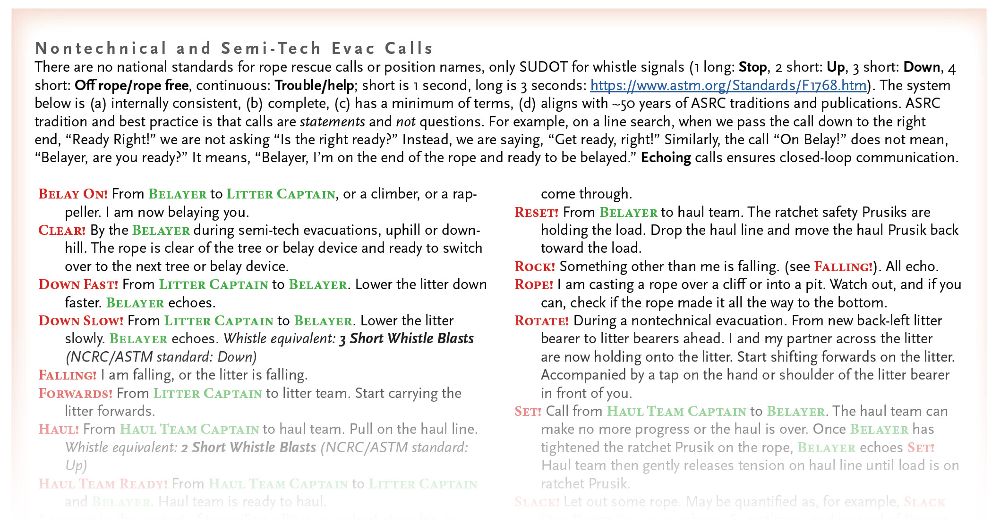 Nontechnical and Semi-Tech Evac Calls
There are no national standards for rope rescue calls or position names, only SUDOT for whistle signals (1 long: Stop, 2 short: Up, 3 short: Down, 4
short: Off rope/rope free, continuous: Trouble/help; short is 1 second, long is 3 seconds: https://www.astm.org/Standards/F1768.htm). The system
below is (a) internally consistent, (b) complete, (c) has a minimum of terms, (d) aligns with ~50 years of ASRC traditions and publications. ASRC
tradition and best practice is that calls are statements and not questions. For example, on a line search, when we pass the call down to the right
end, “Ready Right!” we are not asking “Is the right ready?” Instead, we are saying, “Get ready, right!” Similarly, the call “On Belay!” does not mean,
“Belayer, are you ready?” It means, “Belayer, I’m on the end of the rope and ready to be belayed.” Echoing calls ensures closed-loop communication.
Belay On! From Belayer to Litter Captain, or a climber, or a rap-
peller. I am now belaying you.
Clear! By the Belayer during semi-tech evacuations, uphill or down-
hill. The rope is clear of the tree or belay device and ready to switch
over to the next tree or belay device.
Down Fast! From Litter Captain to Belayer. Lower the litter down
faster. Belayer echoes.
Down Slow! From Litter Captain to Belayer. Lower the litter
slowly. Belayer echoes. Whistle equivalent: 3 Short Whistle Blasts
(NCRC/ASTM standard: Down)
Falling! I am falling, or the litter is falling.
Forwards! From Litter Captain to litter team. Start carrying the
litter forwards.
Haul! From Haul Team Captain to haul team. Pull on the haul line.
Whistle equivalent: 2 Short Whistle Blasts (NCRC/ASTM standard:
Up)
Haul Team Ready! From Haul Team Captain to Litter Captain
and Belayer. Haul team is ready to haul.
come through.
Reset! From Belayer to haul team. The ratchet safety Prusiks are
holding the load. Drop the haul line and move the haul Prusik back
toward the load.
Rock! Something other than me is falling. (see Falling!). All echo.
Rope! I am casting a rope over a cliff or into a pit. Watch out, and if you
can, check if the rope made it all the way to the bottom.
Rotate! During a nontechnical evacuation. From new back-left litter
bearer to litter bearers ahead. I and my partner across the litter
are now holding onto the litter. Start shifting forwards on the litter.
Accompanied by a tap on the hand or shoulder of the litter bearer
in front of you.
Set! Call from Haul Team Captain to Belayer. The haul team can
make no more progress or the haul is over. Once Belayer has
tightened the ratchet Prusik on the rope, Belayer echoes Set!
Haul team then gently releases tension on haul line until load is on
ratchet Prusik.
Slack! Let out some rope. May be quantified as, for example, Slack